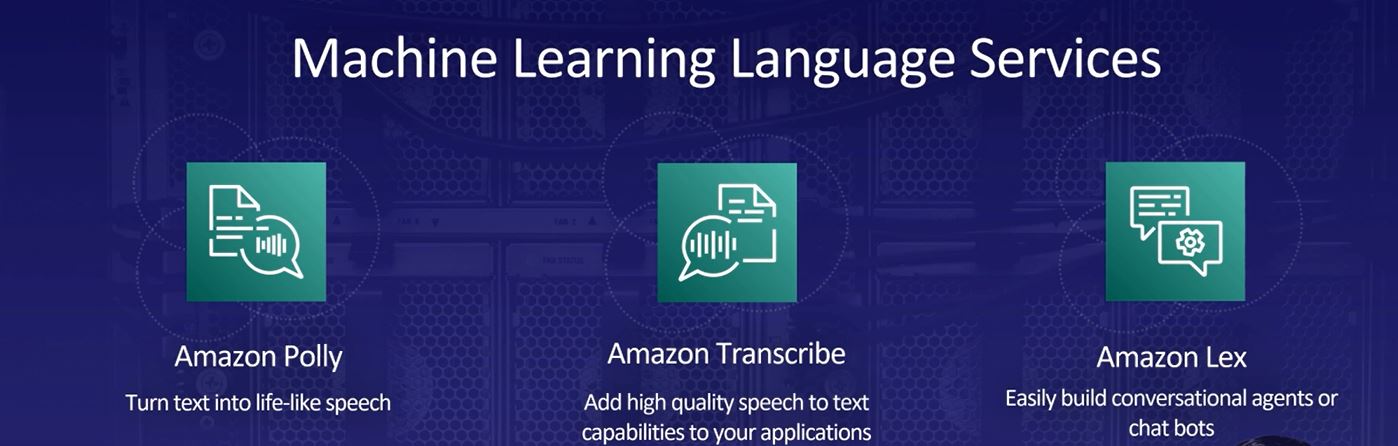 Machine Learning Language Services
Amazon Polly
Turn text into life-like speech
Amazon Transcribe
Add high quality speech to text
capabilities to your applications
Amazon Lex
Easily build conversational agents or
chat bots